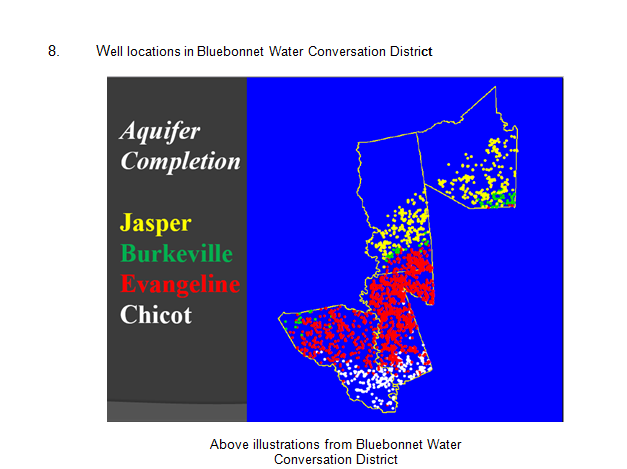 8. Well locations in Bluebonnet Water Conversation District
Aquifer
Completion
Jasper
Burkeville
Evangeline
Chicot
Above illustrations from Bluebonnet Water
Conversation District